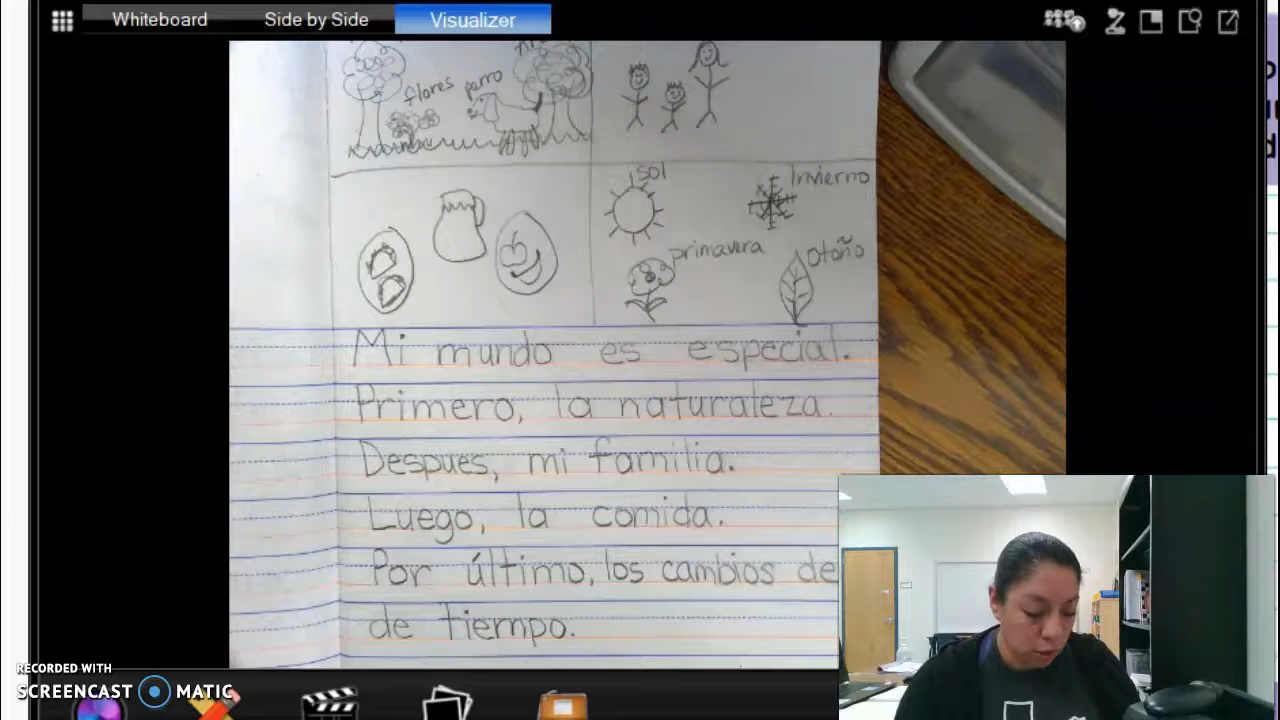 Whiteboard Side by Side Visualizer
flores perro
sol
Invierno
primavera
otoño
Mi mundo es especial.
Primero, la naturaleza.
Despues, mi familia.
Luego, la comida.
Por último, los cambios de
de tiempo.
RECORDED WITH
SCREENCAST MATIC